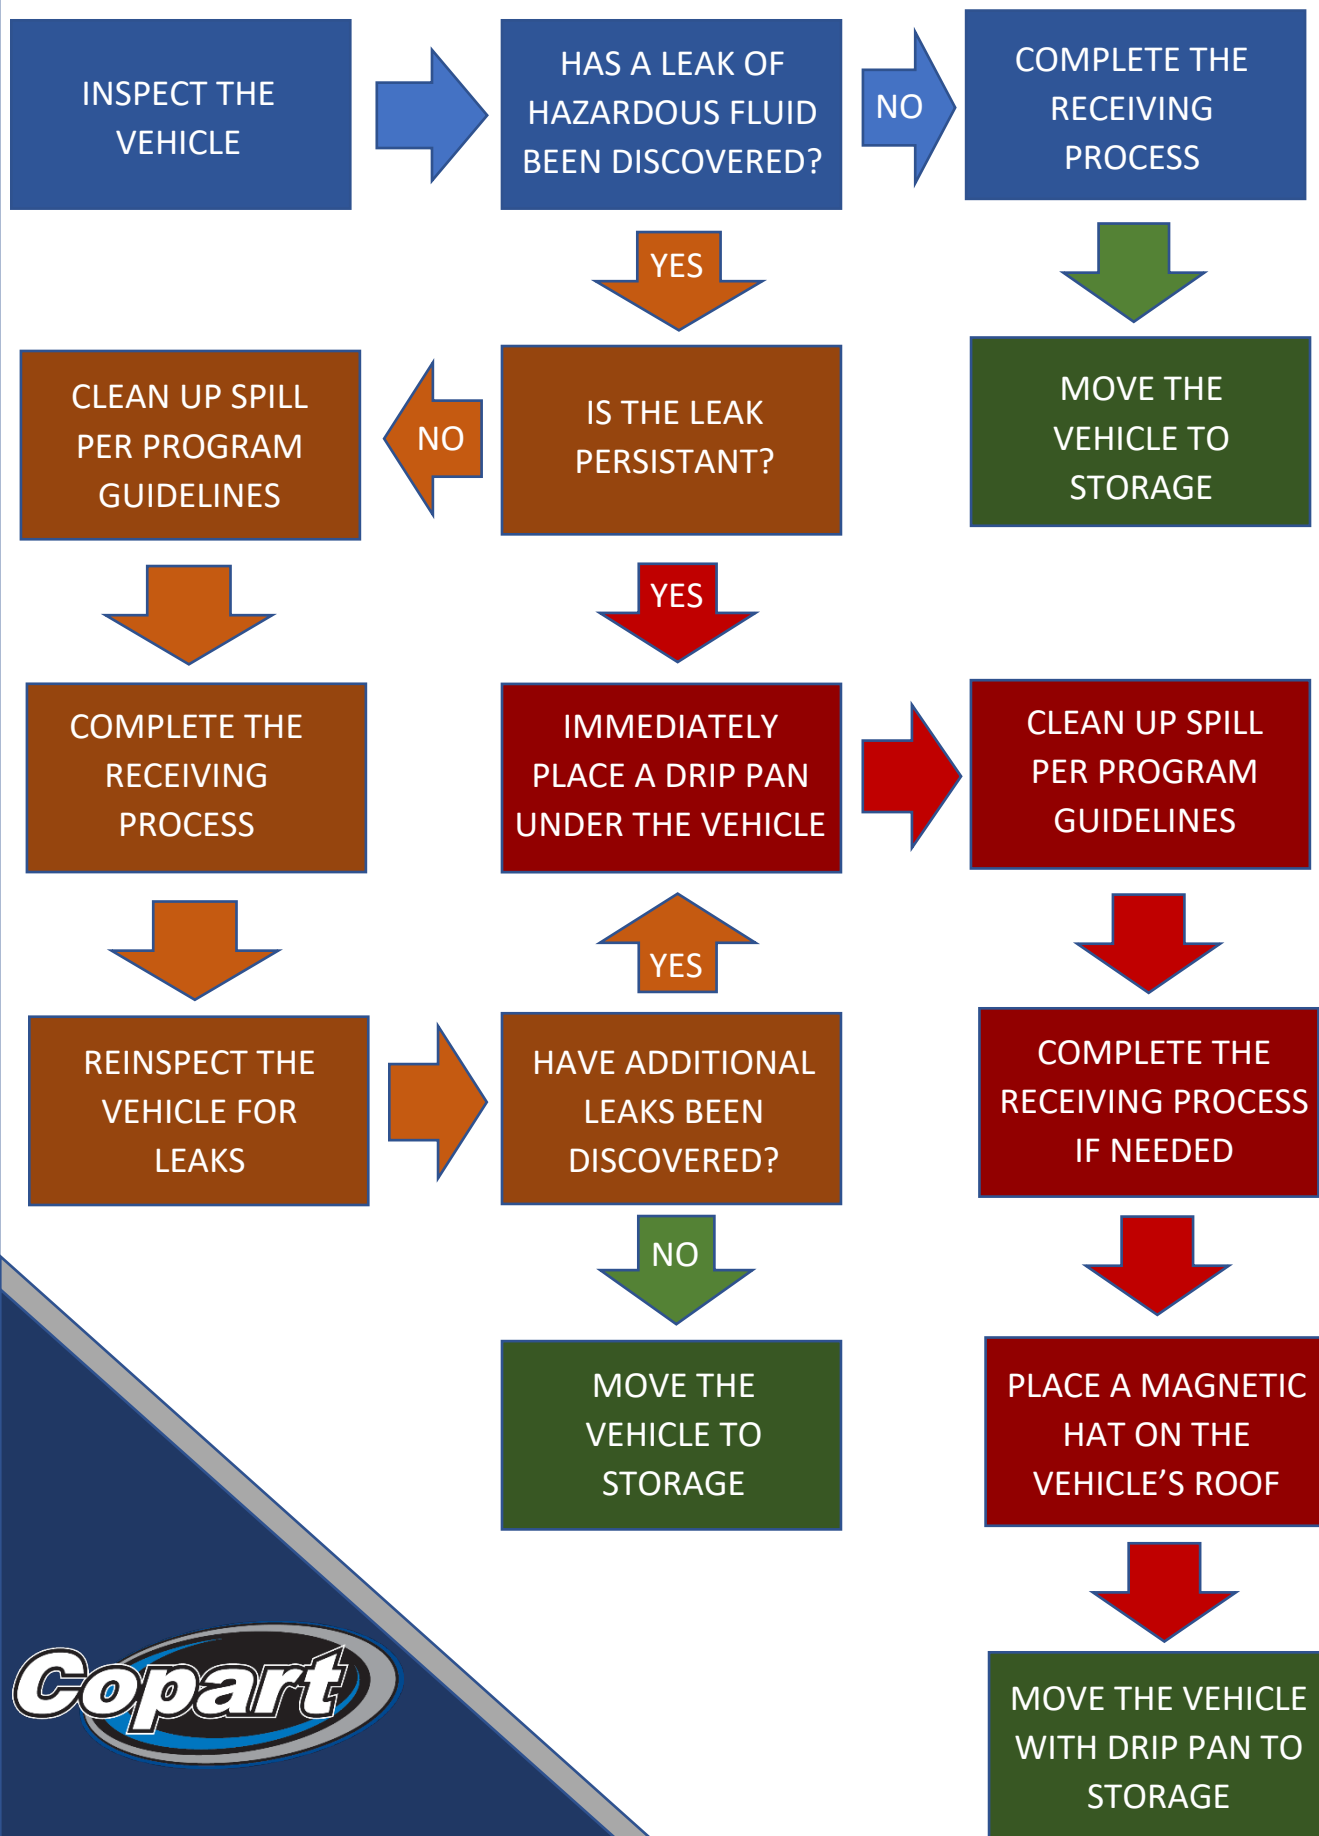 INSPECT THE
VEHICLE
HAS A LEAK OF
HAZARDOUS FLUID
BEEN DISCOVERED?
NO
COMPLETE THE
RECEIVING
PROCESS
YES
MOVE THE
VEHICLE TO
STORAGE
IS THE LEAK
PERSISTANT?
NO
CLEAN UP SPILL
PER PROGRAM
GUIDELINES
YES
COMPLETE THE
RECEIVING
PROCESS
IMMEDIATELY
PLACE A DRIP PAN
UNDER THE VEHICLE
CLEAN UP SPILL
PER PROGRAM
GUIDELINES
YES
REINSPECT THE
VEHICLE FOR
LEAKS
HAVE ADDITIONAL
LEAKS BEEN
DISCOVERED?
COMPLETE THE
RECEIVING PROCESS
IF NEEDED
NO
MOVE THE
VEHICLE TO
STORAGE
PLACE A MAGNETIC
HAT ON THE
VEHICLE’S ROOF
MOVE THE VEHICLE
WITH DRIP PAN TO
STORAGE
Copart